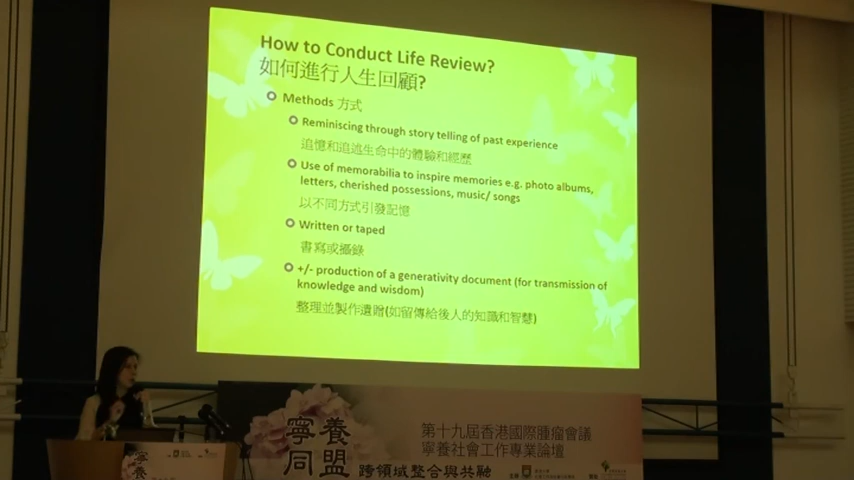 How to Conduct Life Review?
如何進行人生回顧?
Methods 方式
Reminiscing through story telling of past experience
追憶和追述生命中的體驗和經歷
Use of memorabilia to inspire memories e.g. photo albums,
letters, cherished possessions, music/ songs
以不同方式引發記憶
Written or taped
書寫或攝錄
+/- production of a generativity document (for transmission of
knowledge and wisdom)
整理並製作遺贈(如留傳給後人的知識和智慧)
寧養
同盟
跨領域整合與共融
第十九屆香港國際腫瘤會議
寧養社會工作專業論壇
寧養